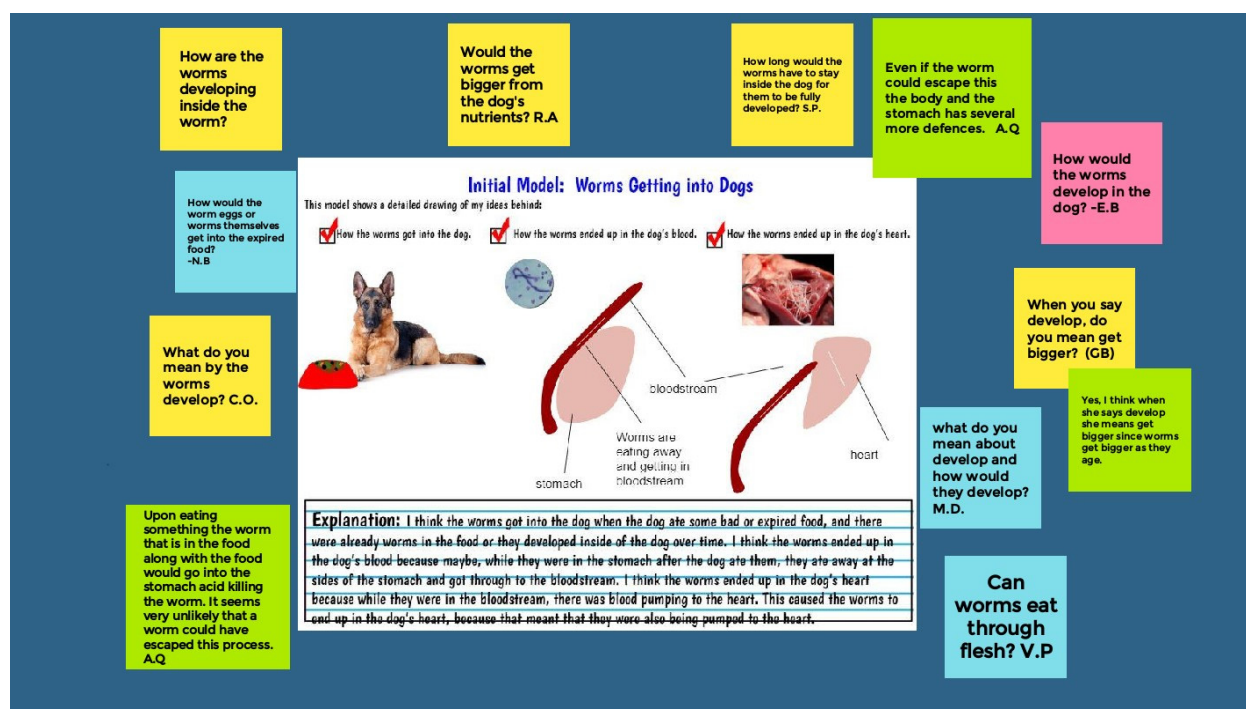 How are the
worms
developing
inside the
worm?
Would the
worms get
bigger from
the dog's
nutrients? R.A
How long would the
worms have to stay
inside the dog for
them to be fully
developed? S.P.
Even if the worm
could escape this
the body and the
stomach has several
more defences. A.Q
How would
the worms
develop in the
dog? -E.B
How would the
worm eggs or
worms themselves
get into the expired
food?
-N.B
Initial Model: Worms Getting into Dogs
This model shows a detailed drawing of my ideas behind:
How the worms got into the dog.
How the worms ended up in the dog's blood.
How the worms ended up in the dog's heart.
When you say
develop, do
you mean get
bigger? (GB)
What do you
mean by the
worms
develop? C.O.
bloodstream
Yes, I think when
she says develop
she means get
bigger since worms
get bigger as they
age.
what do you
mean about
develop and
how would
they develop?
M.D.
Worms are
eating away
and getting in
bloodstream
stomach
heart
Upon eating
something the worm
that is in the food
along with the food
would go into the
stomach acid killing
the worm. It seems
very unlikely that a
worm could have
escaped this process.
A.Q
Explanation: I think the worms got into the dog when the dog ate some bad or expired food, and there
were already worms in the food or they developed inside of the dog over time. I think the worms ended up in
the dog's blood because maybe, while they were in the stomach after the dog ate them, they ate away at the
sides of the stomach and got through to the bloodstream. I think the worms ended up in the dog's heart
because while they were in the bloodstream, there was blood pumping to the heart. This caused the worms to
end up in the dog's heart, because that meant that they were also being pumped to the heart.
Can
worms eat
through
flesh? V.P